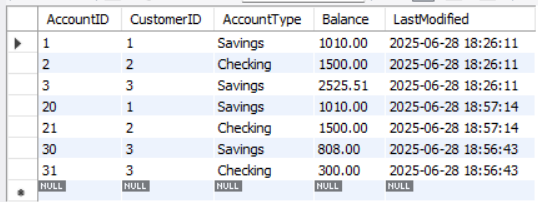 AccountID CustomerID AccountType Balance LastModified
1 1 Savings 1010.00 2025-06-28 18:26:11
2 2 Checking 1500.00 2025-06-28 18:26:11
3 3 Savings 2525.51 2025-06-28 18:26:11
20 1 Savings 1010.00 2025-06-28 18:57:14
21 2 Checking 1500.00 2025-06-28 18:57:14
30 3 Savings 808.00 2025-06-28 18:56:43
31 3 Checking 300.00 2025-06-28 18:56:43
NULL NULL NULL NULL NULL